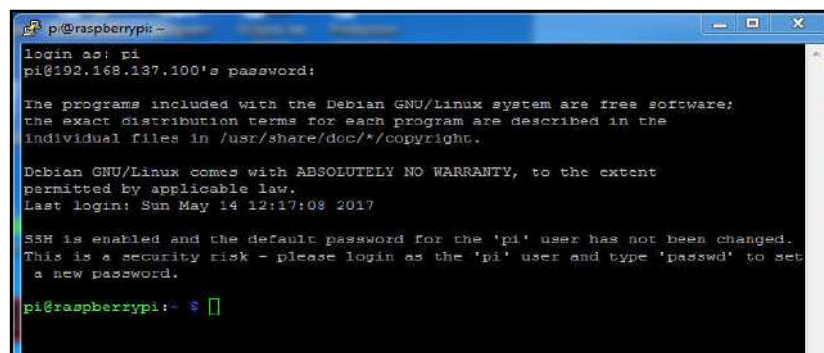 pi@raspberrypi: ~
login as: pi
pi@192.168.137.100's password:
The programs included with the Debian GNU/Linux system are free software;
the exact distribution terms for each program are described in the
individual files in /usr/share/doc/*/copyright.
Debian GNU/Linux comes with ABSOLUTELY NO WARRANTY, to the extent
permitted by applicable law.
Last login: Sun May 14 12:17:08 2017
SSH is enabled and the default password for the 'pi' user has not been changed.
This is a security risk - please login as the 'pi' user and type 'passwd' to set
 a new password.
pi@raspberrypi:~ $